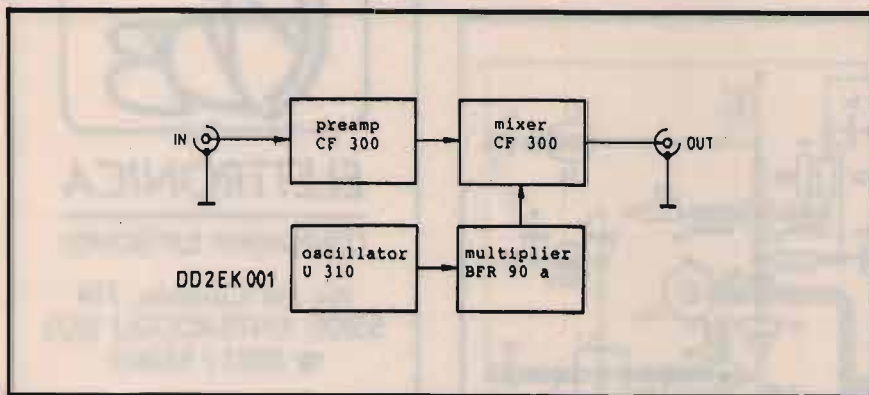 preamp
CF 300
mixer
CF 300
IN
OUT
oscillator
U 310
multiplier
BFR 90 a
DD2EK001